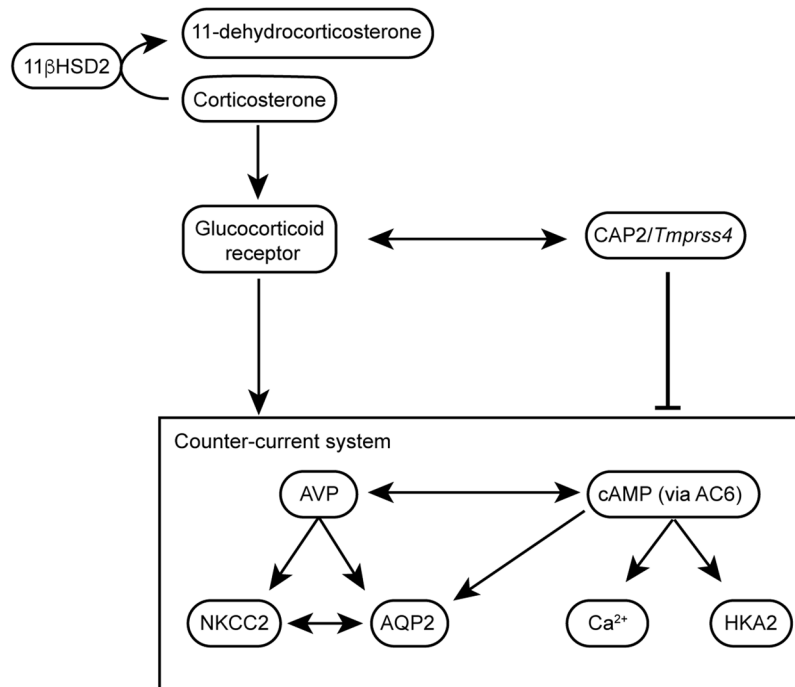 11-dehydrocorticosterone
11βHSD2
Corticosterone
Glucocorticoid
receptor
CAP2/Tmprss4
Counter-current system
AVP
cAMP (via AC6)
NKCC2
AQP2
Ca²⁺
HKA2